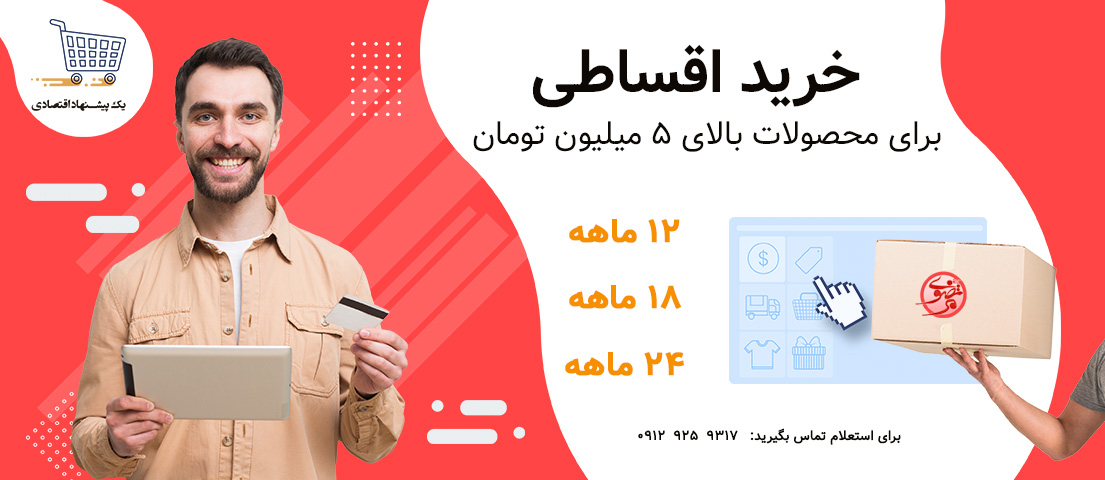 یک پیشنهاد اقتصادی
خرید اقساطی
برای محصولات بالای ۵ میلیون تومان
۱۲ ماهه
۱۸ ماهه
۲۴ ماهه
$
برای استعلام تماس بگیرید: ۰۹۱۲ ۹۲۵ ۹۳۱۷